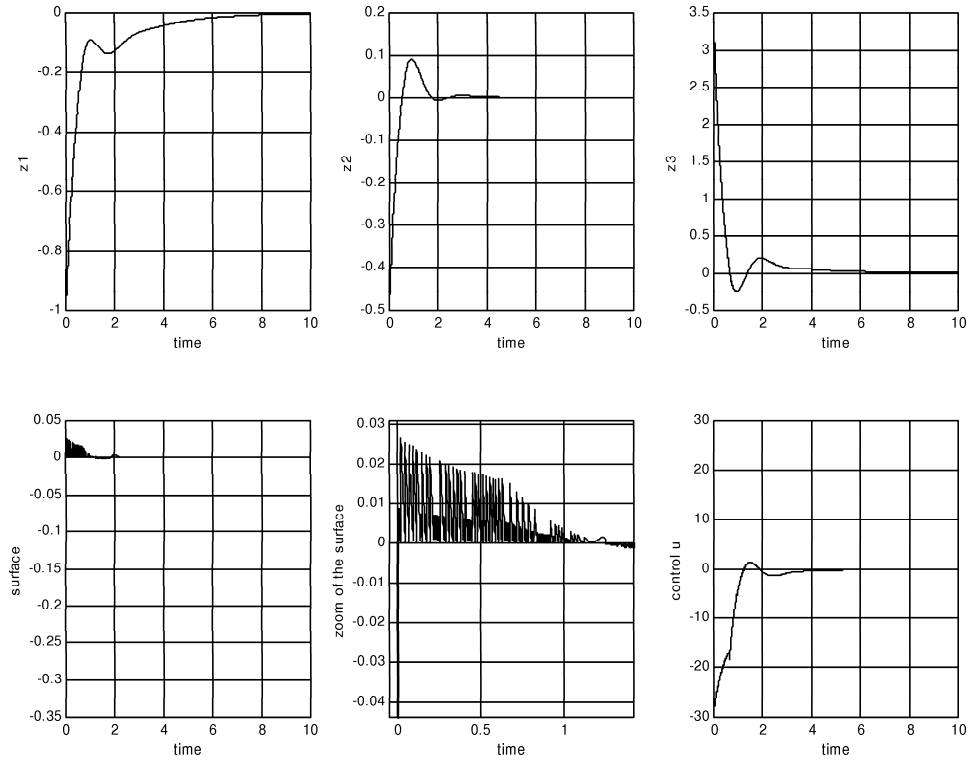 0
-0.2
-0.4
-0.6
-0.8
-1
z1
0 2 4 6 8 10
time
0.2
0.1
0
-0.1
-0.2
-0.3
-0.4
-0.5
z2
0 2 4 6 8 10
time
3.5
3
2.5
2
1.5
1
0.5
0
-0.5
z3
0 2 4 6 8 10
time
0.05
0
-0.05
-0.1
-0.15
-0.2
-0.25
-0.3
-0.35
surface
0 2 4 6 8 10
time
0.03
0.02
0.01
0
-0.01
-0.02
-0.03
-0.04
zoom of the surface
0 0.5 1
time
30
20
10
0
-10
-20
-30
control u
0 2 4 6 8 10
time